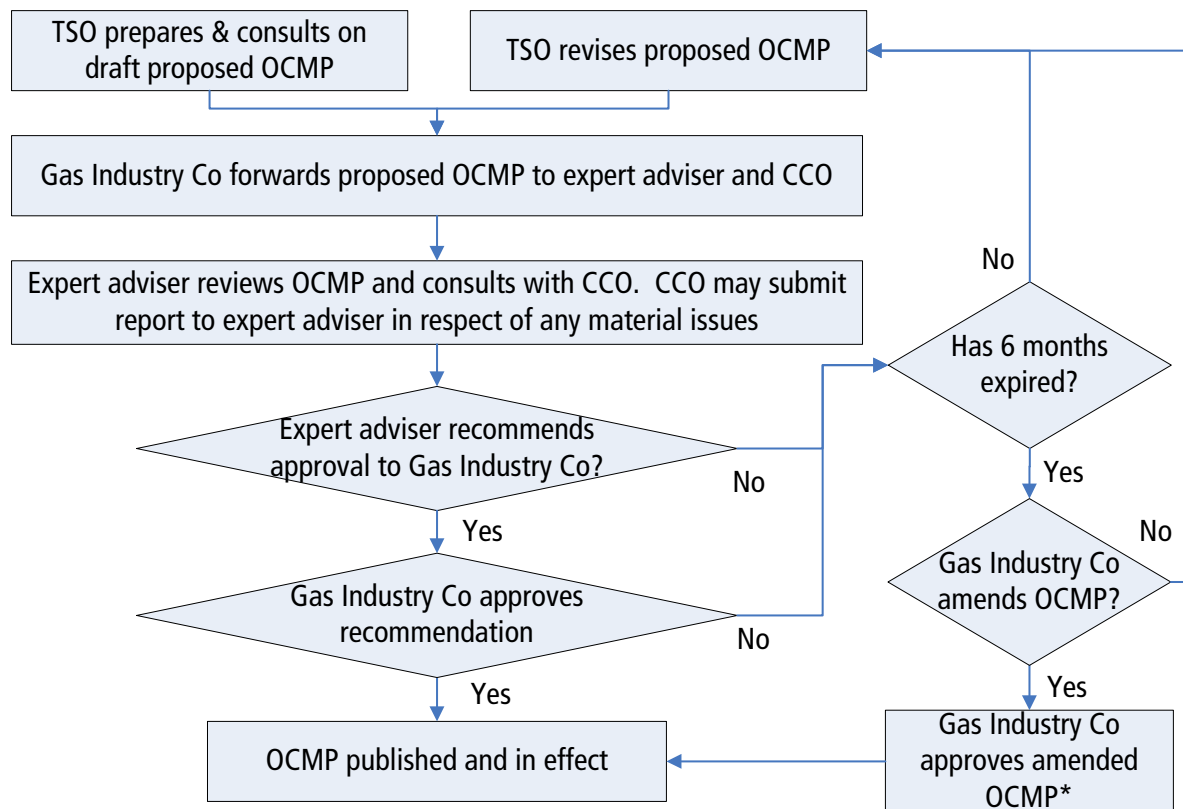 TSO prepares & consults on
draft proposed OCMP
TSO revises proposed OCMP
Gas Industry Co forwards proposed OCMP to expert adviser and CCO
Expert adviser reviews OCMP and consults with CCO.  CCO may submit
report to expert adviser in respect of any material issues
No
Has 6 months
expired?
Expert adviser recommends
approval to Gas Industry Co?
No
Yes
Yes
Gas Industry Co
amends OCMP?
No
Gas Industry Co approves
recommendation
No
Yes
Yes
OCMP published and in effect
Gas Industry Co
approves amended
OCMP*